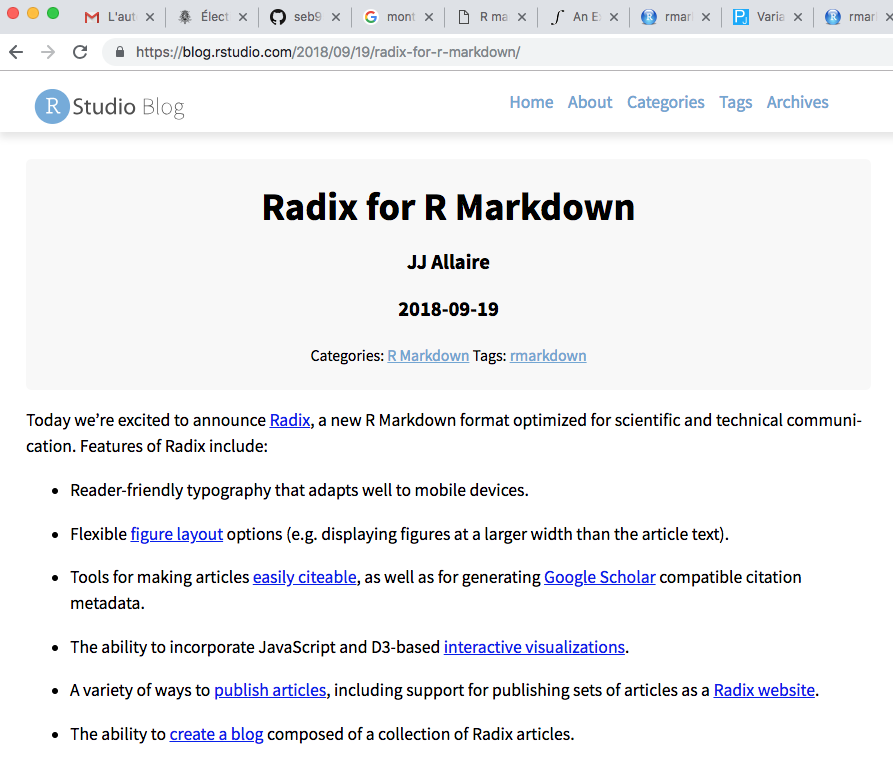 L'aut Élect seb9 mont R ma An E rmar Varia rmar
https://blog.rstudio.com/2018/09/19/radix-for-r-markdown/
R Studio Blog Home About Categories Tags Archives
Radix for R Markdown
JJ Allaire
2018-09-19
Categories: R Markdown Tags: rmarkdown
Today we’re excited to announce Radix, a new R Markdown format optimized for scientific and technical communi-
cation. Features of Radix include:
• Reader-friendly typography that adapts well to mobile devices.
• Flexible figure layout options (e.g. displaying figures at a larger width than the article text).
• Tools for making articles easily citeable, as well as for generating Google Scholar compatible citation
metadata.
• The ability to incorporate JavaScript and D3-based interactive visualizations.
• A variety of ways to publish articles, including support for publishing sets of articles as a Radix website.
• The ability to create a blog composed of a collection of Radix articles.